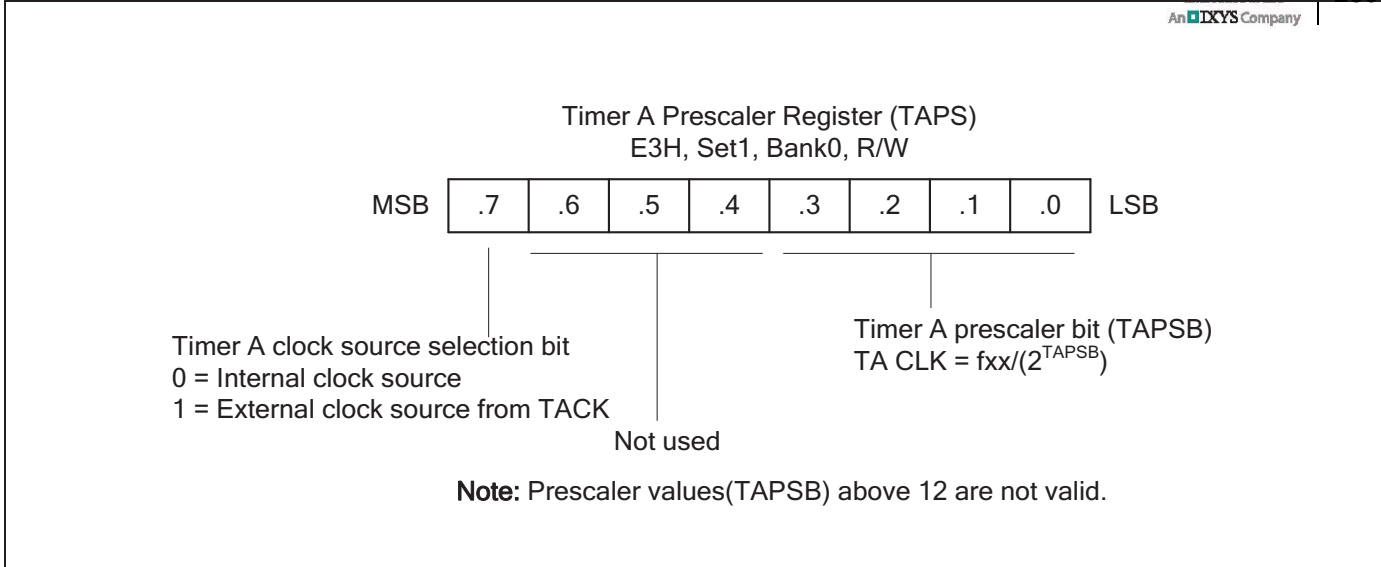 An IXYS Company
Timer A Prescaler Register (TAPS)
E3H, Set1, Bank0, R/W
MSB .7 .6 .5 .4 .3 .2 .1 .0 LSB
Timer A clock source selection bit
0 = Internal clock source
1 = External clock source from TACK
Not used
Timer A prescaler bit (TAPSB)
TA CLK = fxx/(2^TAPSB)
Note: Prescaler values(TAPSB) above 12 are not valid.